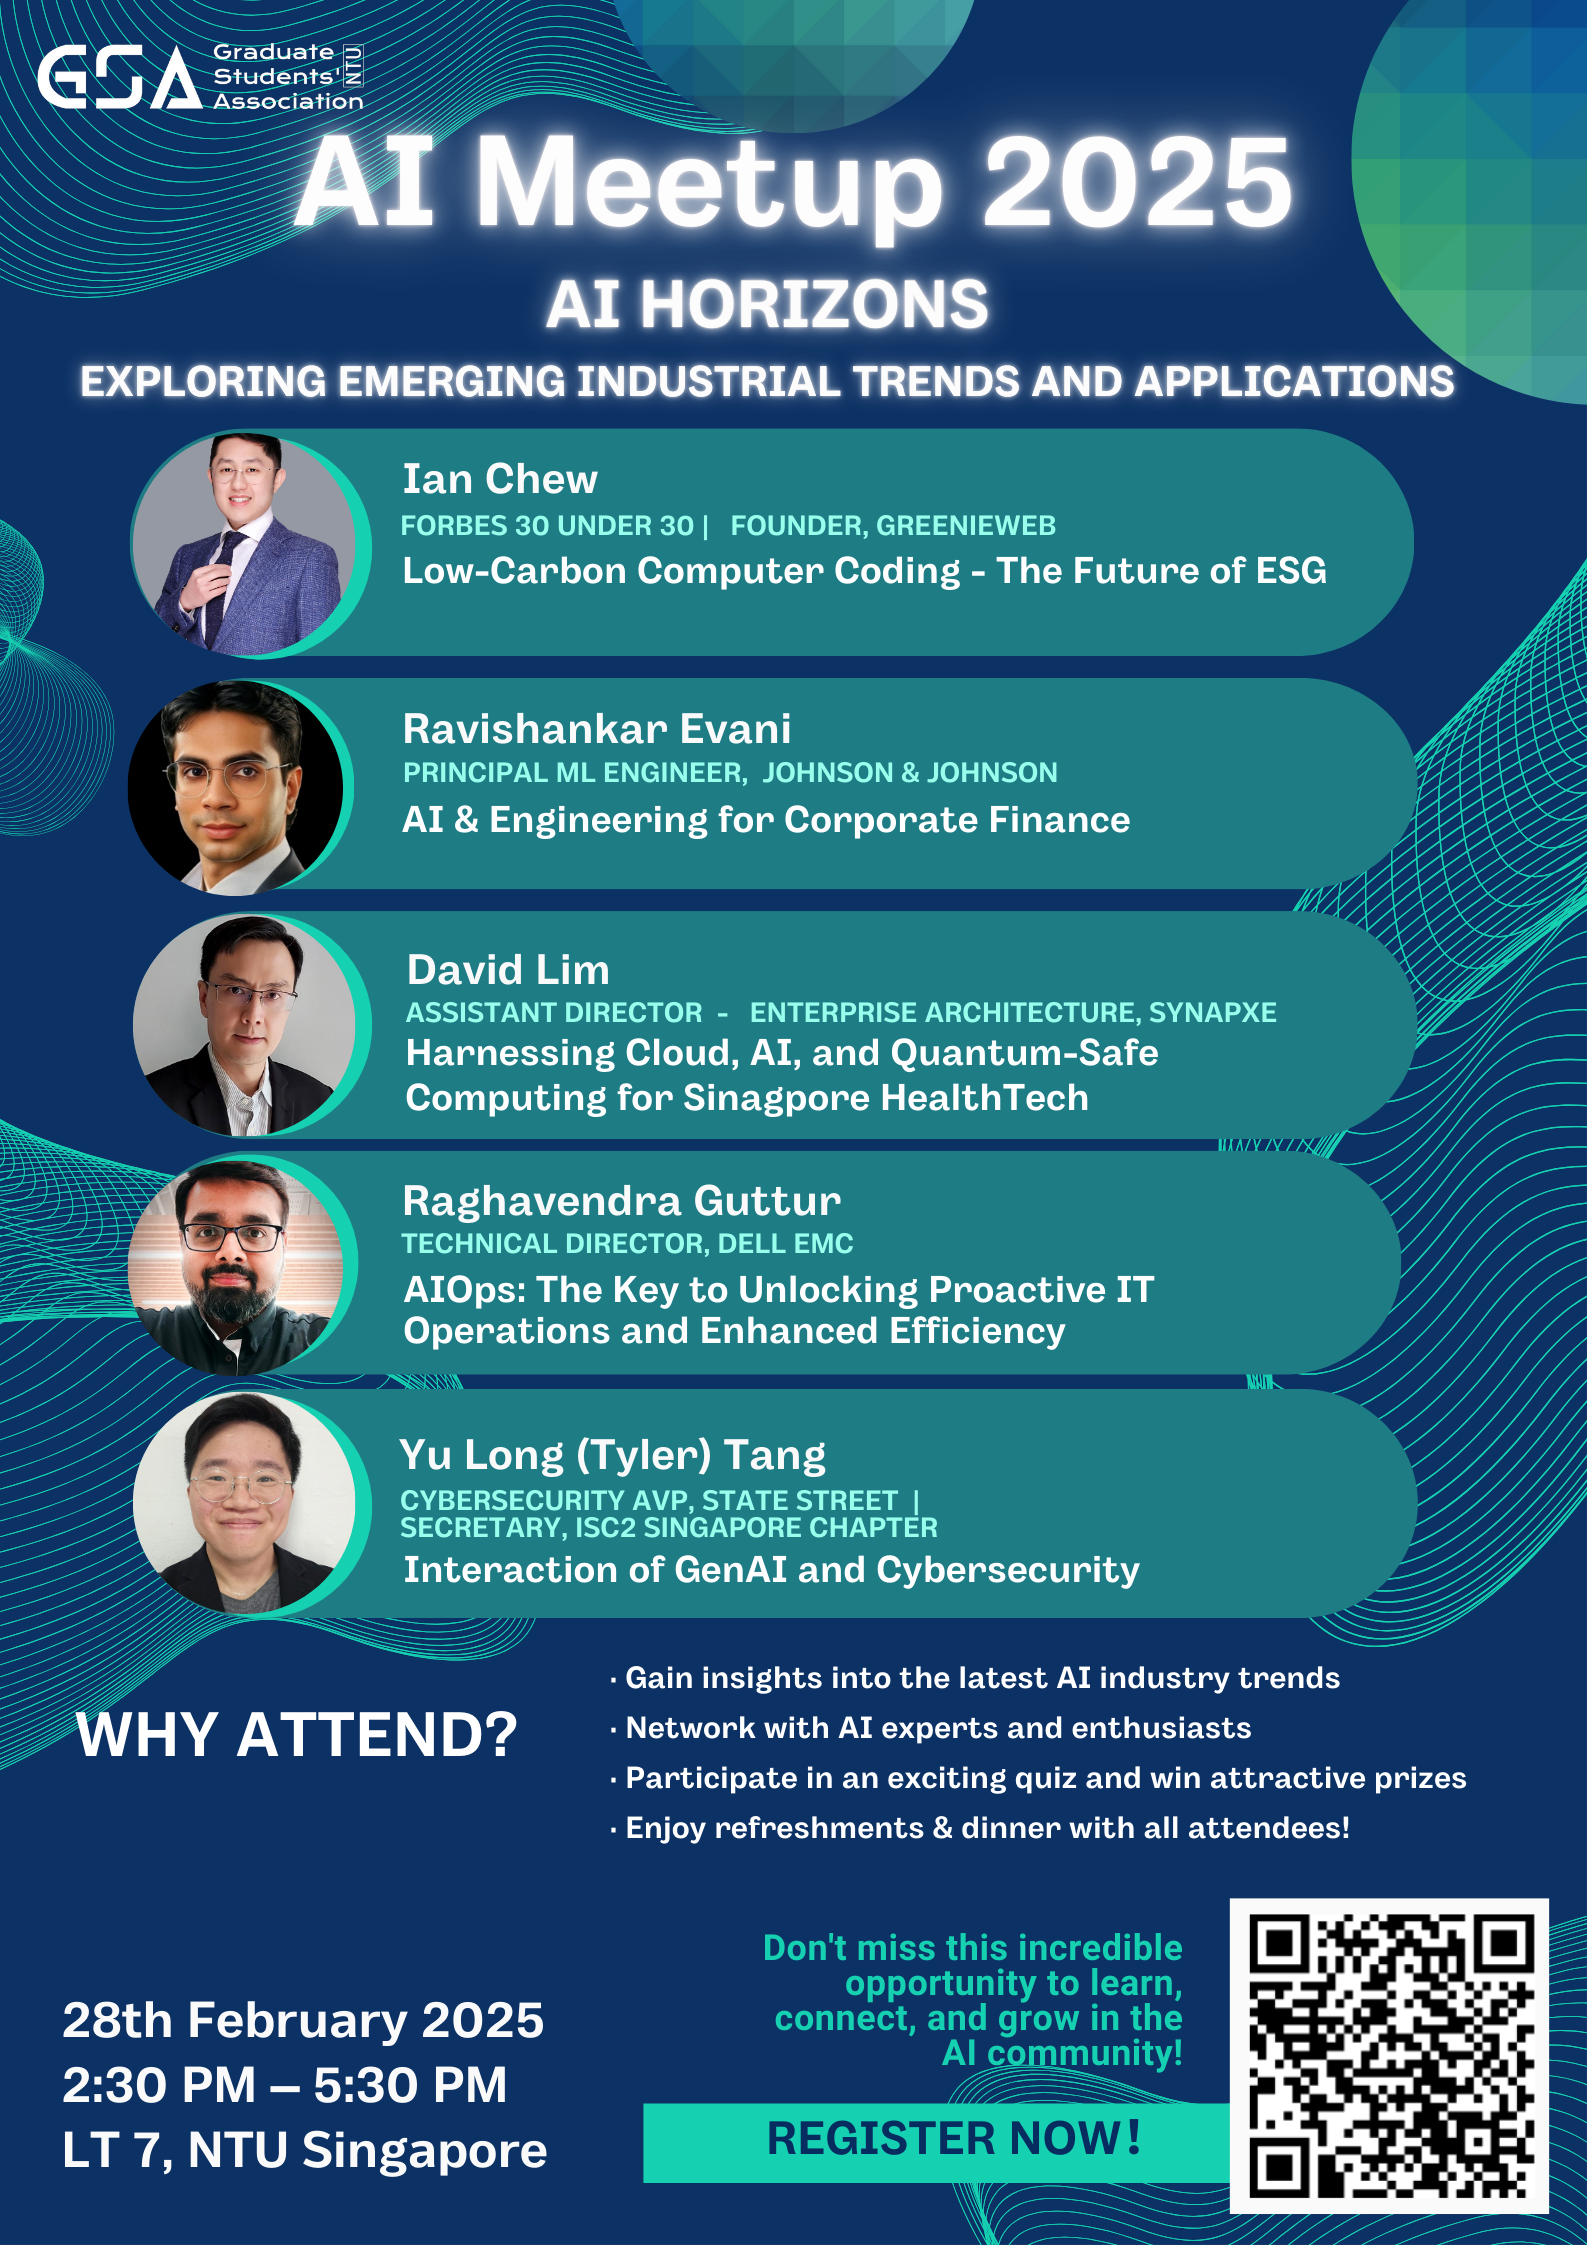 GSA
Graduate
Students'
Association
NTU
AI Meetup 2025
AI HORIZONS
EXPLORING EMERGING INDUSTRIAL TRENDS AND APPLICATIONS
Ian Chew
FORBES 30 UNDER 30 | FOUNDER, GREENIEWEB
Low-Carbon Computer Coding - The Future of ESG
Ravishankar Evani
PRINCIPAL ML ENGINEER, JOHNSON & JOHNSON
AI & Engineering for Corporate Finance
David Lim
ASSISTANT DIRECTOR - ENTERPRISE ARCHITECTURE, SYNAPXE
Harnessing Cloud, AI, and Quantum-Safe
Computing for Sinagpore HealthTech
Raghavendra Guttur
TECHNICAL DIRECTOR, DELL EMC
AIOps: The Key to Unlocking Proactive IT
Operations and Enhanced Efficiency
Yu Long (Tyler) Tang
CYBERSECURITY AVP, STATE STREET |
SECRETARY, ISC2 SINGAPORE CHAPTER
Interaction of GenAI and Cybersecurity
WHY ATTEND?
· Gain insights into the latest AI industry trends
· Network with AI experts and enthusiasts
· Participate in an exciting quiz and win attractive prizes
· Enjoy refreshments & dinner with all attendees!
28th February 2025
2:30 PM – 5:30 PM
LT 7, NTU Singapore
Don't miss this incredible
opportunity to learn,
connect, and grow in the
AI community!
REGISTER NOW!